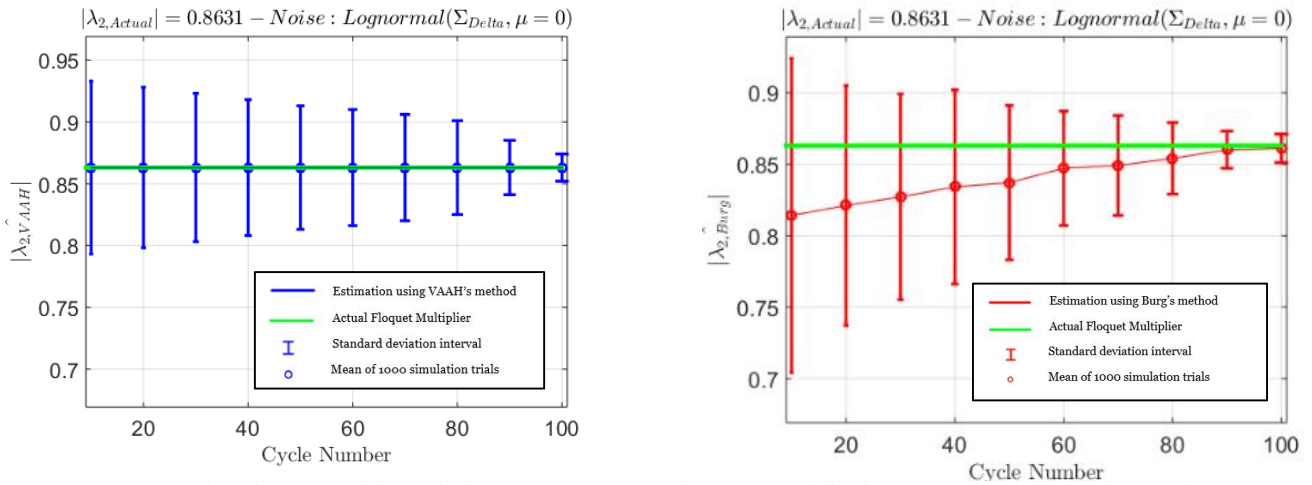 |λ₂,Actual| = 0.8631 − Noise : Lognormal(Σ_Delta, μ = 0)
0.95
0.9
0.85
0.8
0.75
0.7
|λ̂₂,VAAH|
Estimation using VAAH's method
Actual Floquet Multiplier
Standard deviation interval
Mean of 1000 simulation trials
20
40
60
80
100
Cycle Number
|λ₂,Actual| = 0.8631 − Noise : Lognormal(Σ_Delta, μ = 0)
0.9
0.85
0.8
0.75
0.7
|λ̂₂,Burg|
Estimation using Burg's method
Actual Floquet Multiplier
Standard deviation interval
Mean of 1000 simulation trials
20
40
60
80
100
Cycle Number